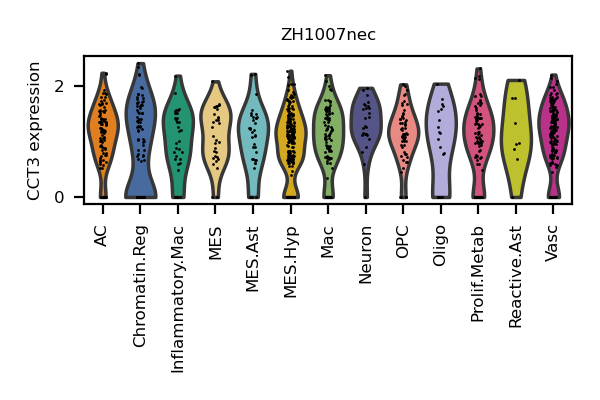 ZH1007nec
CCT3 expression
2
0
AC
Chromatin.Reg
Inflammatory.Mac
MES
MES.Ast
MES.Hyp
Mac
Neuron
OPC
Oligo
Prolif.Metab
Reactive.Ast
Vasc